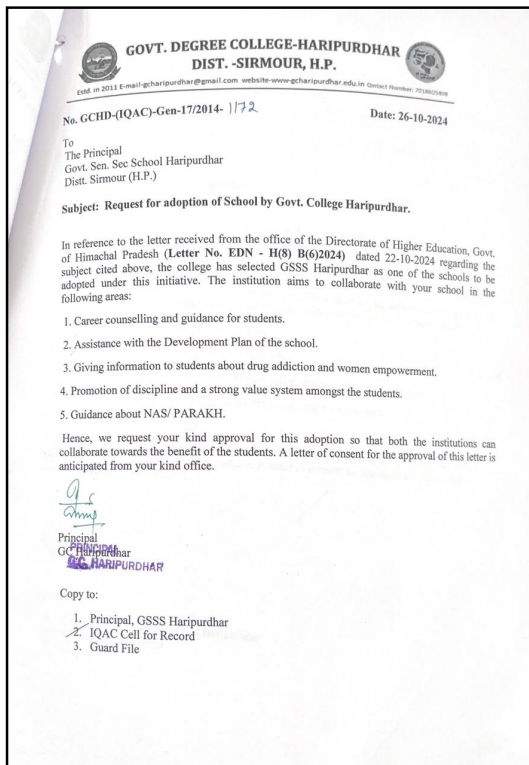 GOVT. DEGREE COLLEGE-HARIPURDHAR
DIST. -SIRMOUR, H.P.
Estd. in 2011 E-mail-gcharipurdhar@gmail.com website-www-gcharipurdhar.edu.in Contact Number: 7018605498
No. GCHD-(IQAC)-Gen-17/2014- 1172
Date: 26-10-2024
To
The Principal
Govt. Sen. Sec School Haripurdhar
Distt. Sirmour (H.P.)
Subject: Request for adoption of School by Govt. College Haripurdhar.
In reference to the letter received from the office of the Directorate of Higher Education, Govt.
of Himachal Pradesh (Letter No. EDN - H(8) B(6)2024) dated 22-10-2024 regarding the
subject cited above, the college has selected GSSS Haripurdhar as one of the schools to be
adopted under this initiative. The institution aims to collaborate with your school in the
following areas:
1. Career counselling and guidance for students.
2. Assistance with the Development Plan of the school.
3. Giving information to students about drug addiction and women empowerment.
4. Promotion of discipline and a strong value system amongst the students.
5. Guidance about NAS/ PARAKH.
Hence, we request your kind approval for this adoption so that both the institutions can
collaborate towards the benefit of the students. A letter of consent for the approval of this letter is
anticipated from your kind office.
Principal
PRINCIPAL
GC Haripurdhar
G.C. HARIPURDHAR
Copy to:
1. Principal, GSSS Haripurdhar
2. IQAC Cell for Record
3. Guard File